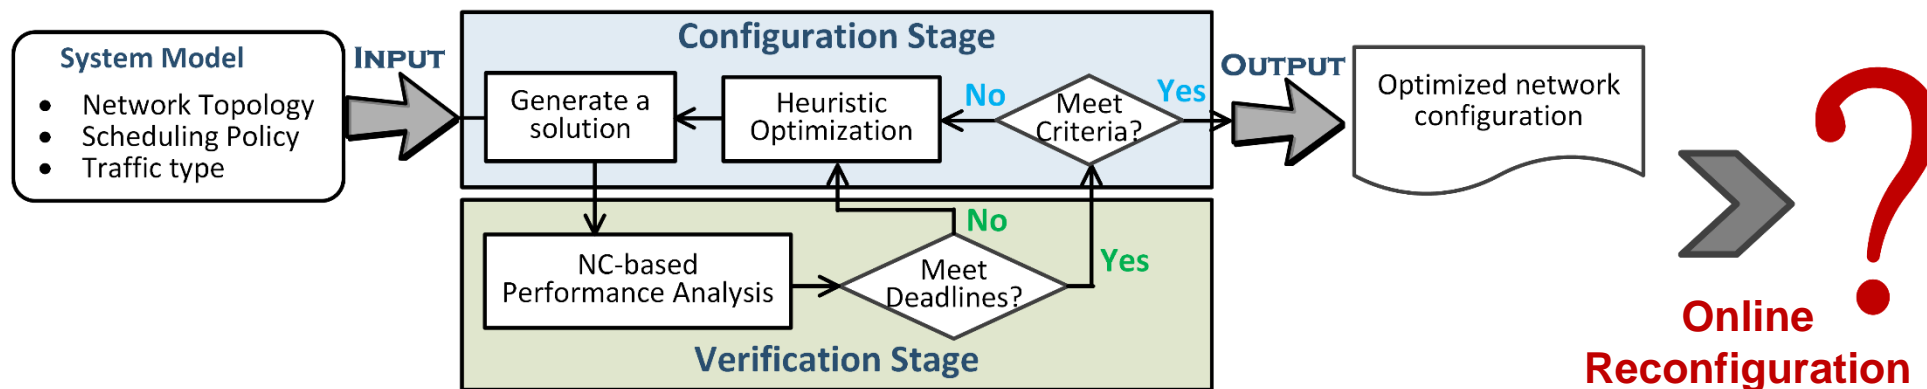 System Model
• Network Topology
• Scheduling Policy
• Traffic type
INPUT
Configuration Stage
Generate a
solution
Heuristic
Optimization
No
Meet
Criteria?
Yes
NC-based
Performance Analysis
No
Meet
Deadlines?
Yes
Verification Stage
OUTPUT
Optimized network
configuration
?
Online
Reconfiguration